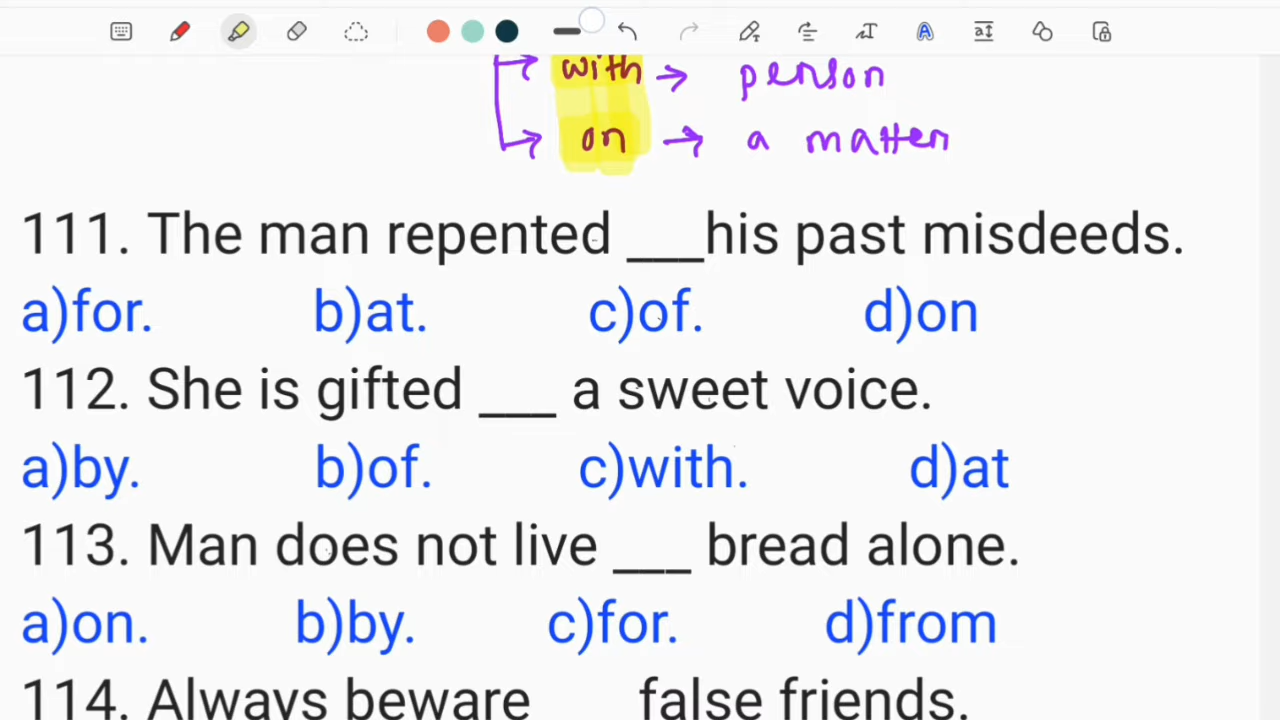 with → person
on → a matter
111. The man repented ___his past misdeeds.
a)for. b)at. c)of. d)on
112. She is gifted ___ a sweet voice.
a)by. b)of. c)with. d)at
113. Man does not live ___ bread alone.
a)on. b)by. c)for. d)from
114. Always beware ___ false friends.